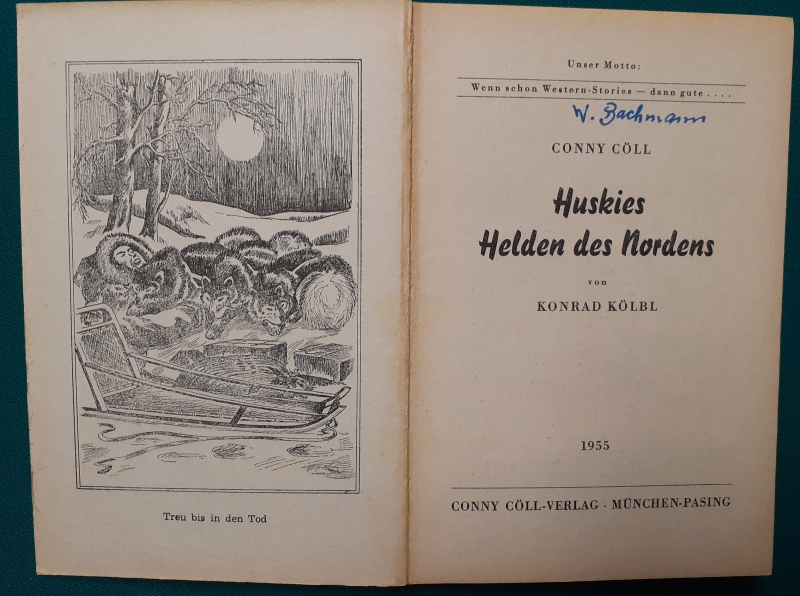 Treu bis in den Tod
Unser Motto:
Wenn schon Western-Stories — dann gute . . . .
W. Bachmann
CONNY CÖLL
Huskies
Helden des Nordens
von
KONRAD KÖLBL
1955
CONNY CÖLL-VERLAG · MÜNCHEN-PASING